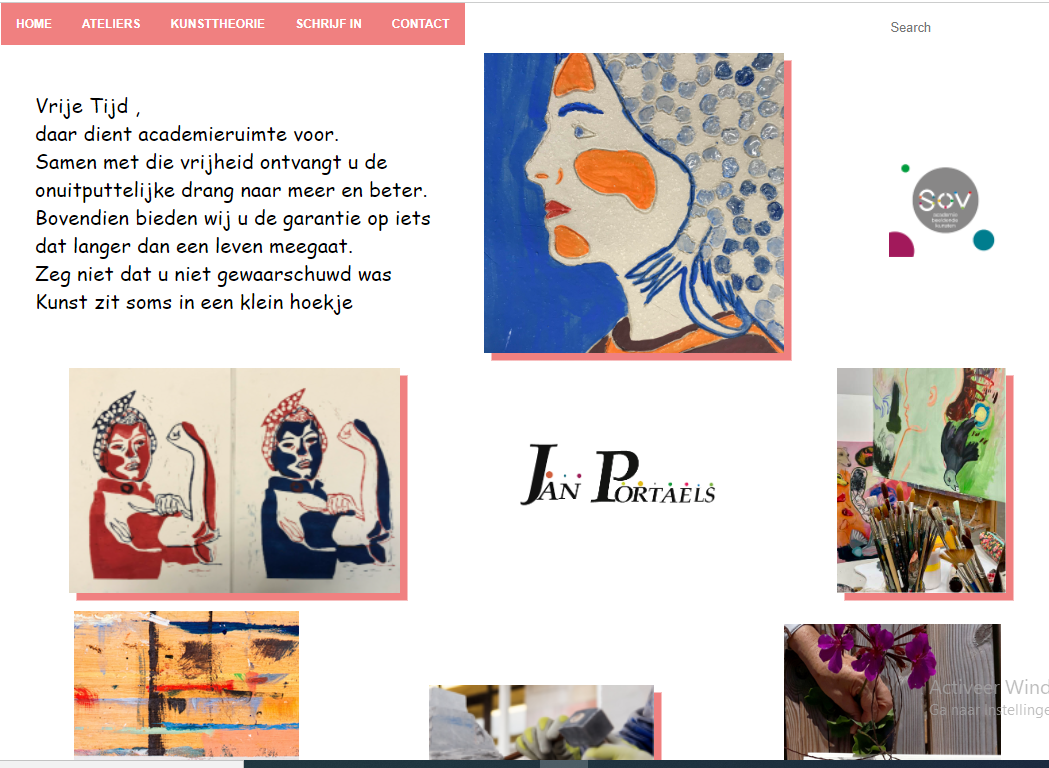 HOME ATELIERS KUNSTTHEORIE SCHRIJF IN CONTACT
Search
Vrije Tijd ,
daar dient academieruimte voor.
Samen met die vrijheid ontvangt u de
onuitputtelijke drang naar meer en beter.
Bovendien bieden wij u de garantie op iets
dat langer dan een leven meegaat.
Zeg niet dat u niet gewaarschuwd was
Kunst zit soms in een klein hoekje
academie
beeldende
kunsten
JAN PORTAELS
Activeer Wind
Ga naar Instellinge